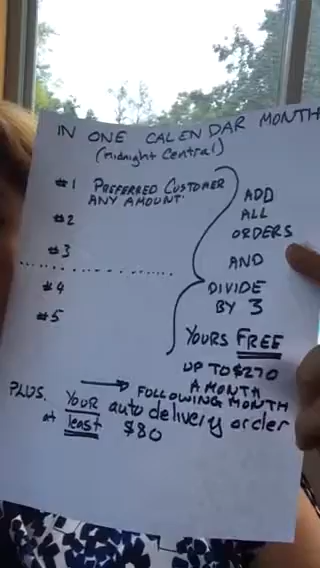 IN ONE CALENDAR MONTH
(midnight Central)
#1 PREFERRED CUSTOMER
ANY AMOUNT.
#2
#3
#4
#5
ADD
ALL
ORDERS
AND
DIVIDE
BY 3
YOURS FREE
UP TO $270
A MONTH
FOLLOWING MONTH
PLUS. YOUR auto delivery order
at least $80